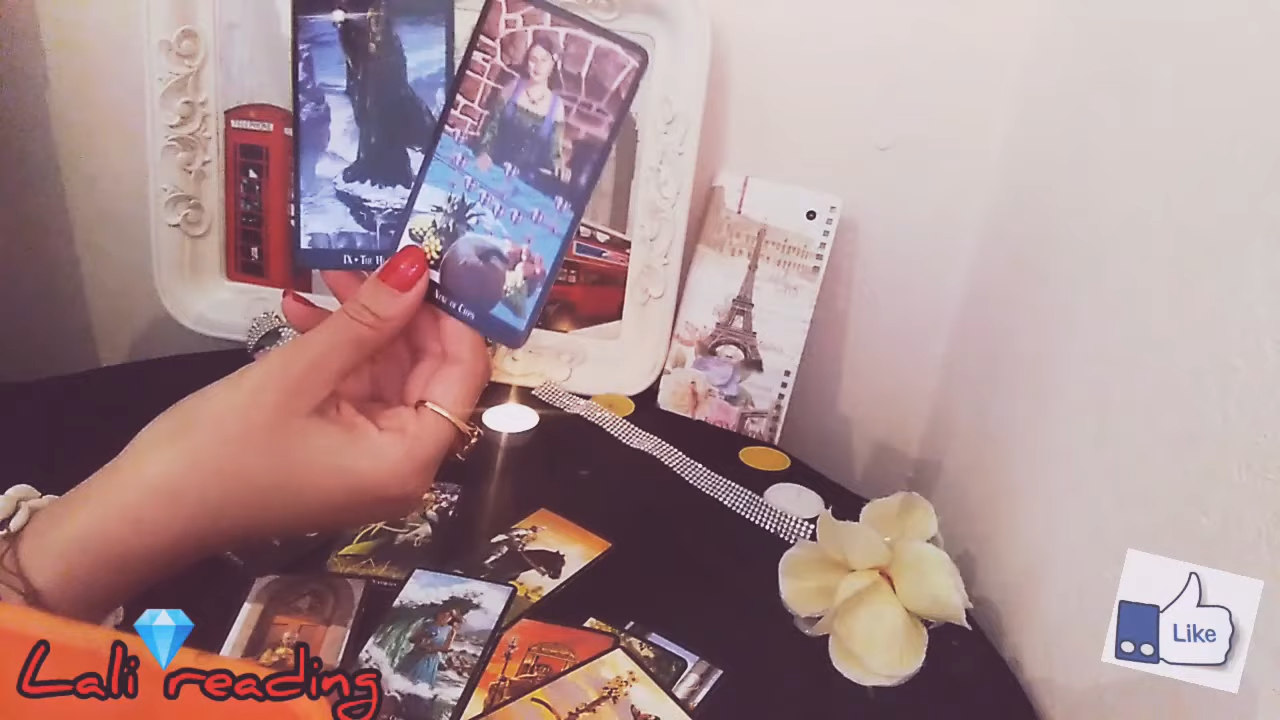 TELEPHONE
IX • THE H
NINE OF CUPS
Like
Lali reading